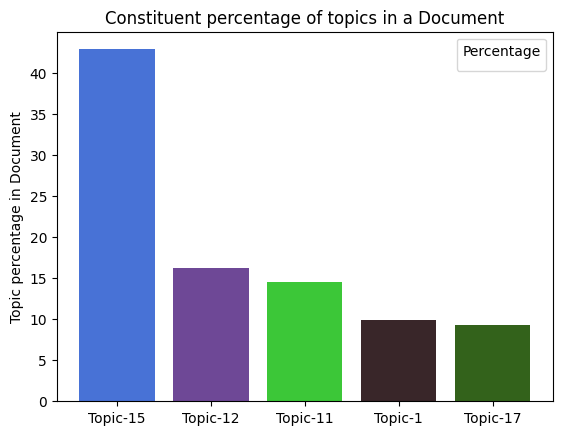 Constituent percentage of topics in a Document
Percentage
Topic percentage in Document
40
35
30
25
20
15
10
5
0
Topic-15 Topic-12 Topic-11 Topic-1 Topic-17